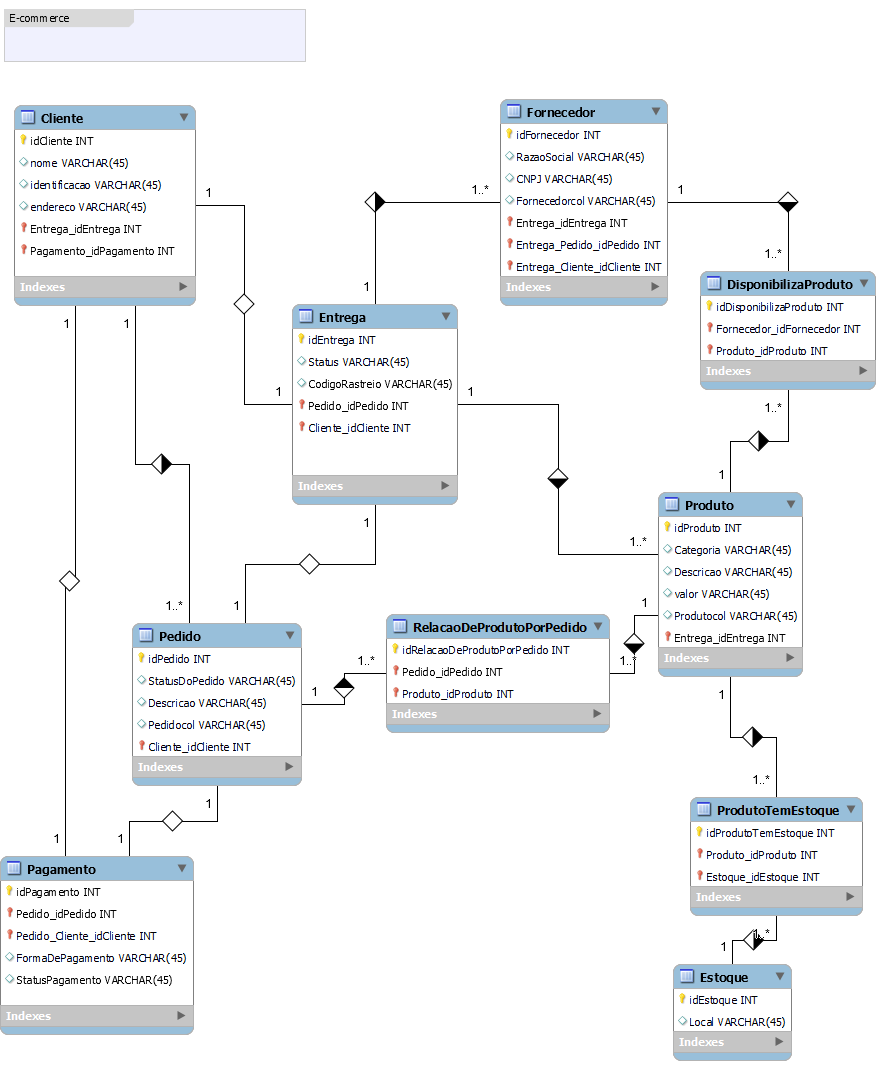 E-commerce
Cliente
idCliente INT
nome VARCHAR(45)
identificacao VARCHAR(45)
endereco VARCHAR(45)
Entrega_idEntrega INT
Pagamento_idPagamento INT
Indexes
Fornecedor
idFornecedor INT
RazaoSocial VARCHAR(45)
CNPJ VARCHAR(45)
Fornecedorcol VARCHAR(45)
Entrega_idEntrega INT
Entrega_Pedido_idPedido INT
Entrega_Cliente_idCliente INT
Indexes
1
1..*
1
1
1..*
DisponibilizaProduto
idDisponibilizaProduto INT
Fornecedor_idFornecedor INT
Produto_idProduto INT
Indexes
Entrega
idEntrega INT
Status VARCHAR(45)
CodigoRastreio VARCHAR(45)
Pedido_idPedido INT
Cliente_idCliente INT
Indexes
1
1
1
1
1..*
1
1
1..*
Produto
idProduto INT
Categoria VARCHAR(45)
Descricao VARCHAR(45)
valor VARCHAR(45)
Produtocol VARCHAR(45)
Entrega_idEntrega INT
Indexes
1..*
1
Pedido
idPedido INT
StatusDoPedido VARCHAR(45)
Descricao VARCHAR(45)
Pedidocol VARCHAR(45)
Cliente_idCliente INT
Indexes
1
1..*
RelacaoDeProdutoPorPedido
idRelacaoDeProdutoPorPedido INT
Pedido_idPedido INT
Produto_idProduto INT
Indexes
1
1..*
1
1..*
ProdutoTemEstoque
idProdutoTemEstoque INT
Produto_idProduto INT
Estoque_idEstoque INT
Indexes
1
1
1
Pagamento
idPagamento INT
Pedido_idPedido INT
Pedido_Cliente_idCliente INT
FormaDePagamento VARCHAR(45)
StatusPagamento VARCHAR(45)
Indexes
1..*
1
Estoque
idEstoque INT
Local VARCHAR(45)
Indexes